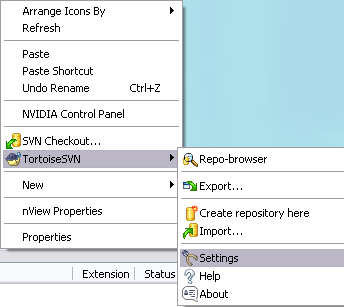 Arrange Icons By
Refresh
Paste
Paste Shortcut
Undo Rename Ctrl+Z
NVIDIA Control Panel
SVN Checkout...
TortoiseSVN
New
nView Properties
Properties
Repo-browser
Export...
Create repository here
Import...
Settings
Help
About
Extension Status